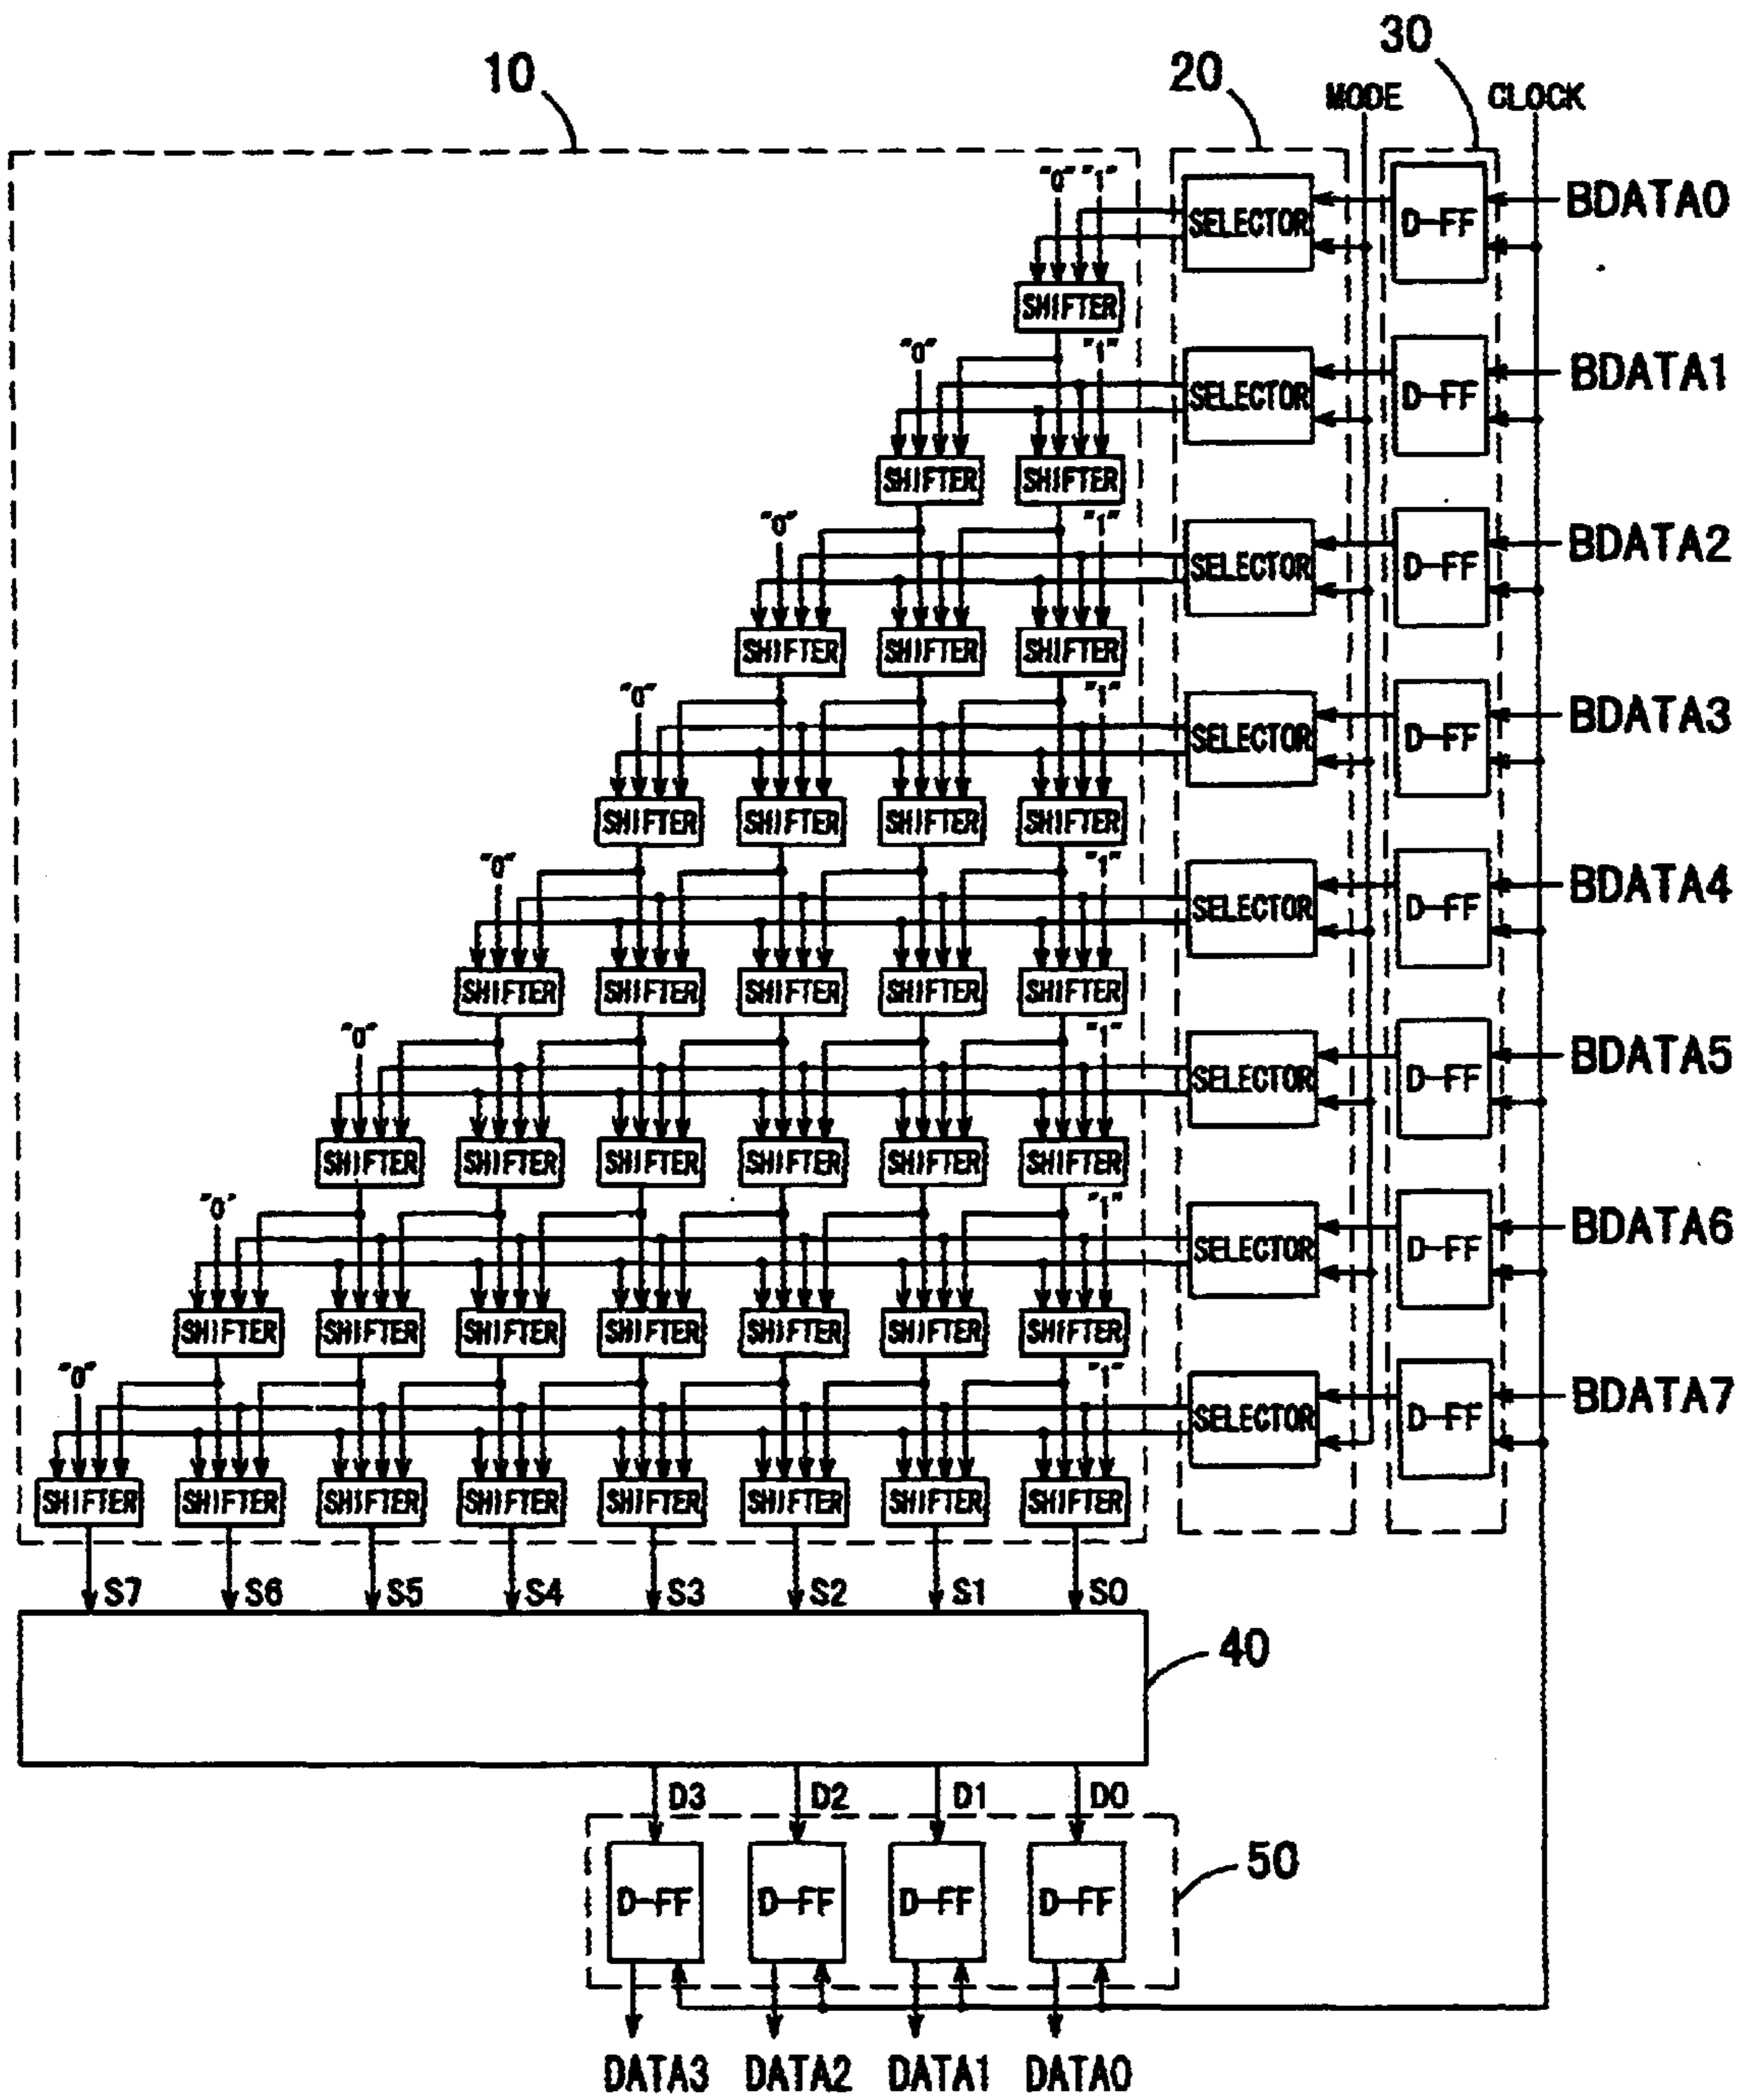 10 20 30
MODE CLOCK
"0" "1"
SELECTOR D-FF BDATA0
SHIFTER
"0" "1"
SELECTOR D-FF BDATA1
SHIFTER SHIFTER
"0" "1"
SELECTOR D-FF BDATA2
SHIFTER SHIFTER SHIFTER
"0" "1"
SELECTOR D-FF BDATA3
SHIFTER SHIFTER SHIFTER SHIFTER
"0" "1"
SELECTOR D-FF BDATA4
SHIFTER SHIFTER SHIFTER SHIFTER SHIFTER
"0" "1"
SELECTOR D-FF BDATA5
SHIFTER SHIFTER SHIFTER SHIFTER SHIFTER SHIFTER
"0" "1"
SELECTOR D-FF BDATA6
SHIFTER SHIFTER SHIFTER SHIFTER SHIFTER SHIFTER SHIFTER
"0" "1"
SELECTOR D-FF BDATA7
SHIFTER SHIFTER SHIFTER SHIFTER SHIFTER SHIFTER SHIFTER SHIFTER
S7 S6 S5 S4 S3 S2 S1 S0
40
D3 D2 D1 D0
50
D-FF D-FF D-FF D-FF
DATA3 DATA2 DATA1 DATA0